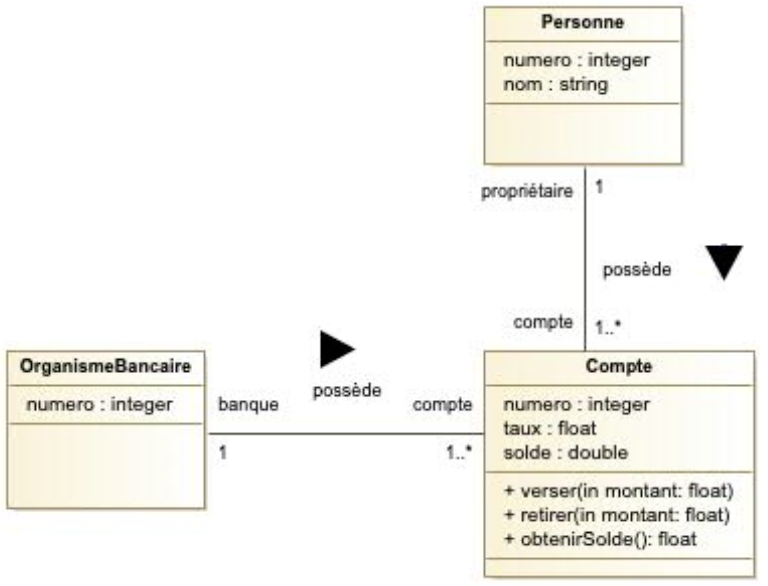 Personne
numero : integer
nom : string
propriétaire
1
possède
compte
1..*
OrganismeBancaire
numero : integer
banque
possède
compte
1
1..*
Compte
numero : integer
taux : float
solde : double
+ verser(in montant: float)
+ retirer(in montant: float)
+ obtenirSolde(): float